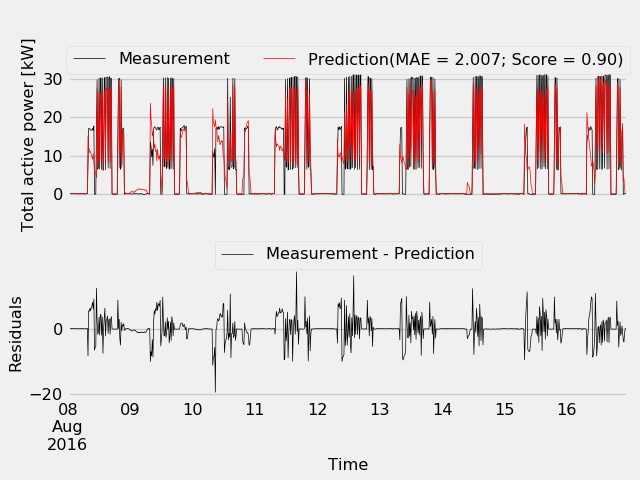 Measurement
Prediction(MAE = 2.007; Score = 0.90)
Total active power [kW]
30
20
10
0
Measurement - Prediction
Residuals
0
−20
08 09 10 11 12 13 14 15 16
Aug
2016
Time